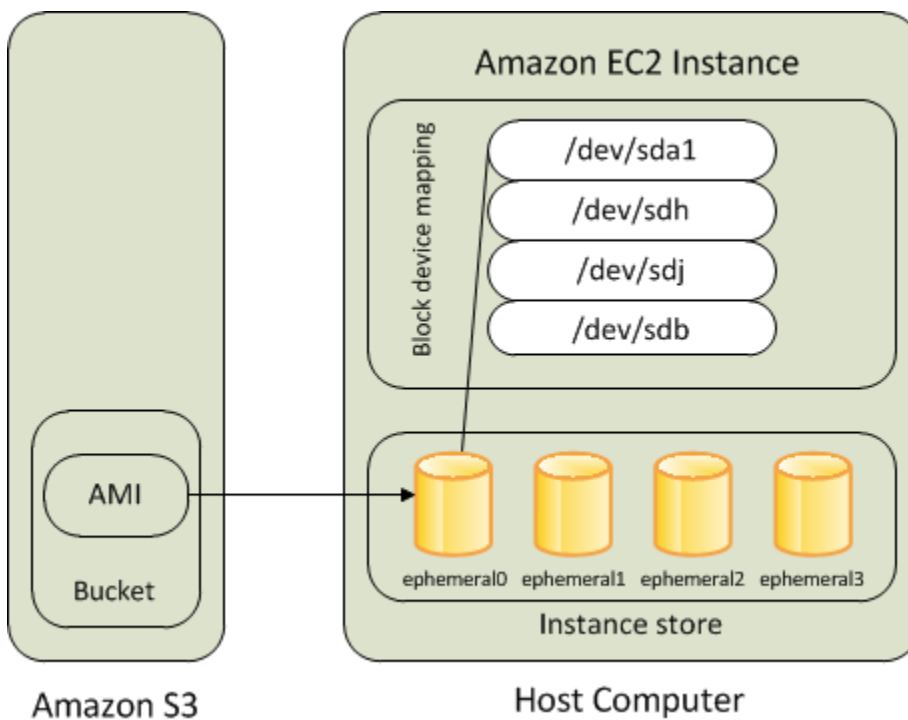 Amazon EC2 Instance
Block device mapping
/dev/sda1
/dev/sdh
/dev/sdj
/dev/sdb
AMI
Bucket
ephemeral0
ephemeral1
ephemeral2
ephemeral3
Instance store
Amazon S3
Host Computer